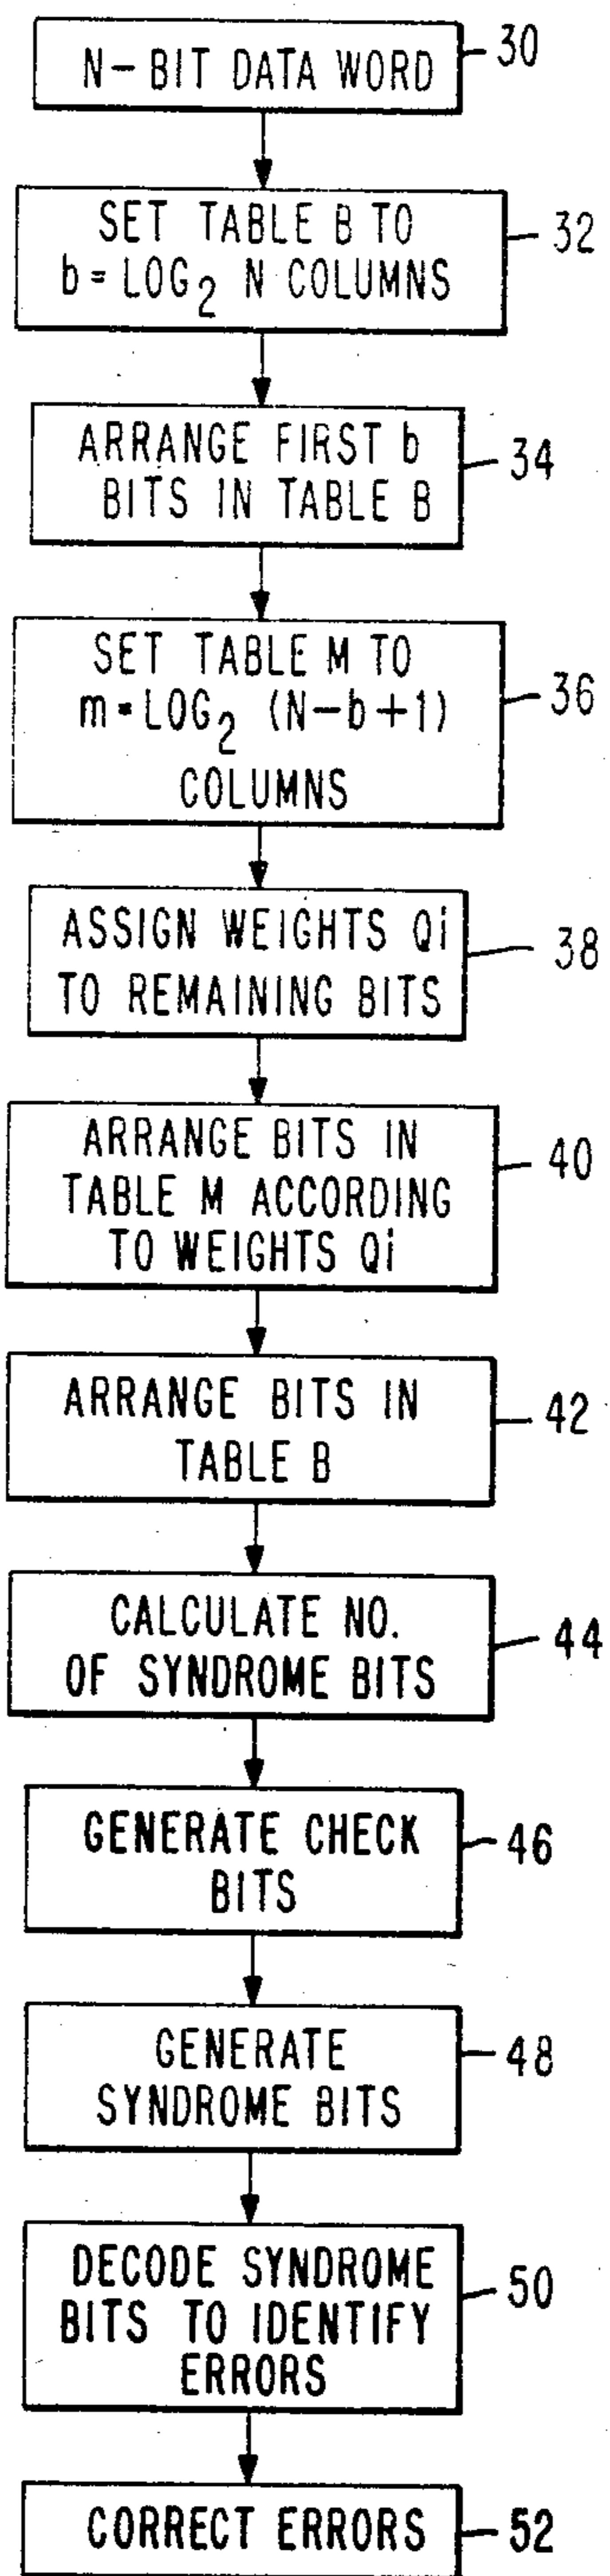 N-BIT DATA WORD 30
SET TABLE B TO
b = LOG2 N COLUMNS 32
ARRANGE FIRST b
BITS IN TABLE B 34
SET TABLE M TO
m = LOG2 (N-b+1)
COLUMNS 36
ASSIGN WEIGHTS Qi
TO REMAINING BITS 38
ARRANGE BITS IN
TABLE M ACCORDING
TO WEIGHTS Qi 40
ARRANGE BITS IN
TABLE B 42
CALCULATE NO.
OF SYNDROME BITS 44
GENERATE CHECK
BITS 46
GENERATE
SYNDROME BITS 48
DECODE SYNDROME
BITS TO IDENTIFY
ERRORS 50
CORRECT ERRORS 52